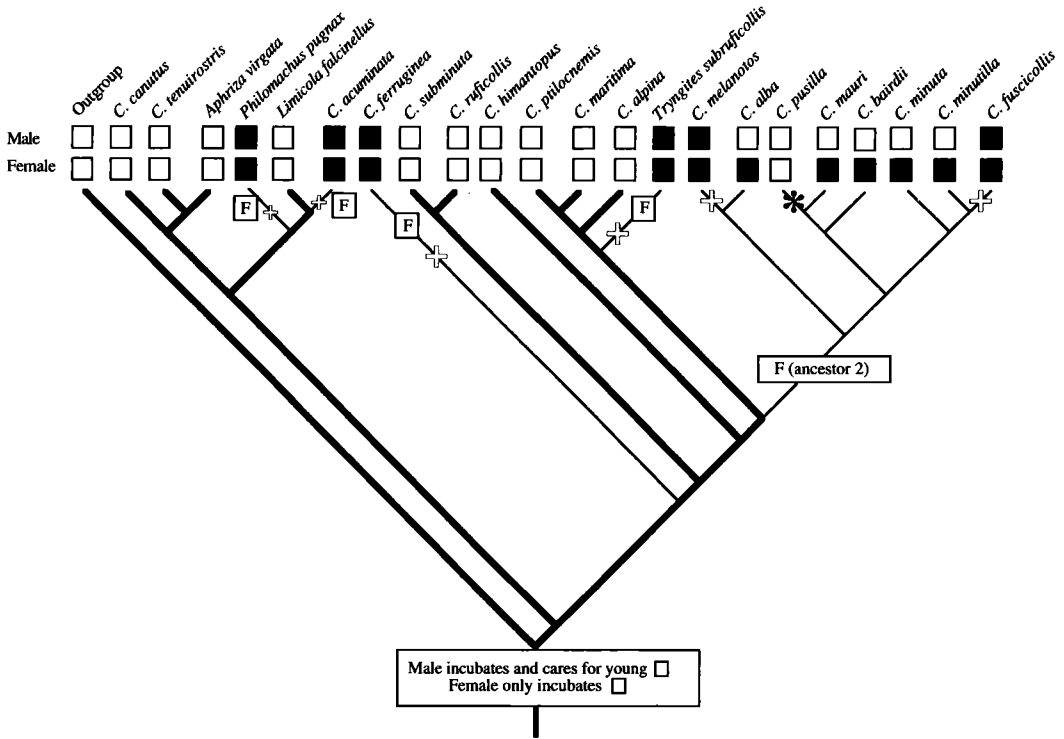 Outgroup
C. canutus
C. tenuirostris
Aphriza virgata
Philomachus pugnax
Limicola falcinellus
C. acuminata
C. ferruginea
C. subminuta
C. ruficollis
C. himantopus
C. ptilocnemis
C. maritima
C. alpina
Tryngites subruficollis
C. melanotos
C. alba
C. pusilla
C. mauri
C. bairdii
C. minuta
C. minutilla
C. fuscicollis
Male
Female
F
F
F
F
F (ancestor 2)
Male incubates and cares for young
Female only incubates